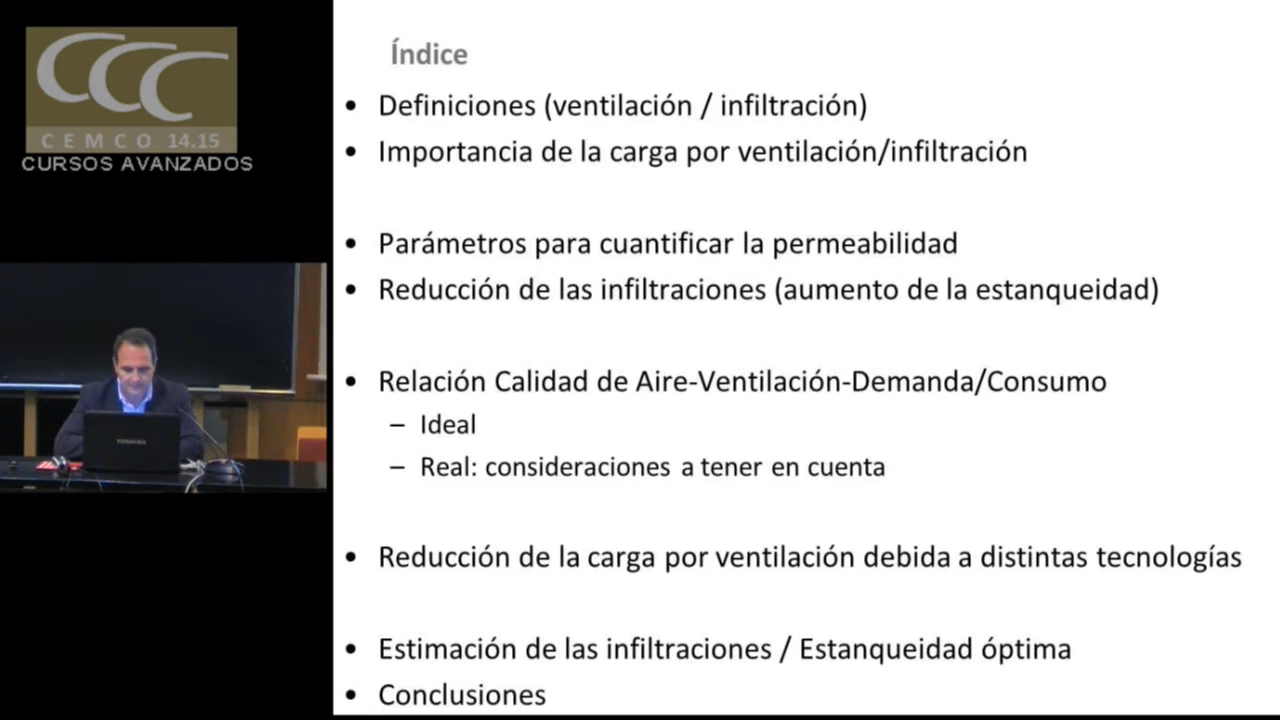 CCC
CEMCO 14.15
CURSOS AVANZADOS
TOSHIBA
Índice
• Definiciones (ventilación / infiltración)
• Importancia de la carga por ventilación/infiltración
• Parámetros para cuantificar la permeabilidad
• Reducción de las infiltraciones (aumento de la estanqueidad)
• Relación Calidad de Aire-Ventilación-Demanda/Consumo
– Ideal
– Real: consideraciones a tener en cuenta
• Reducción de la carga por ventilación debida a distintas tecnologías
• Estimación de las infiltraciones / Estanqueidad óptima
• Conclusiones